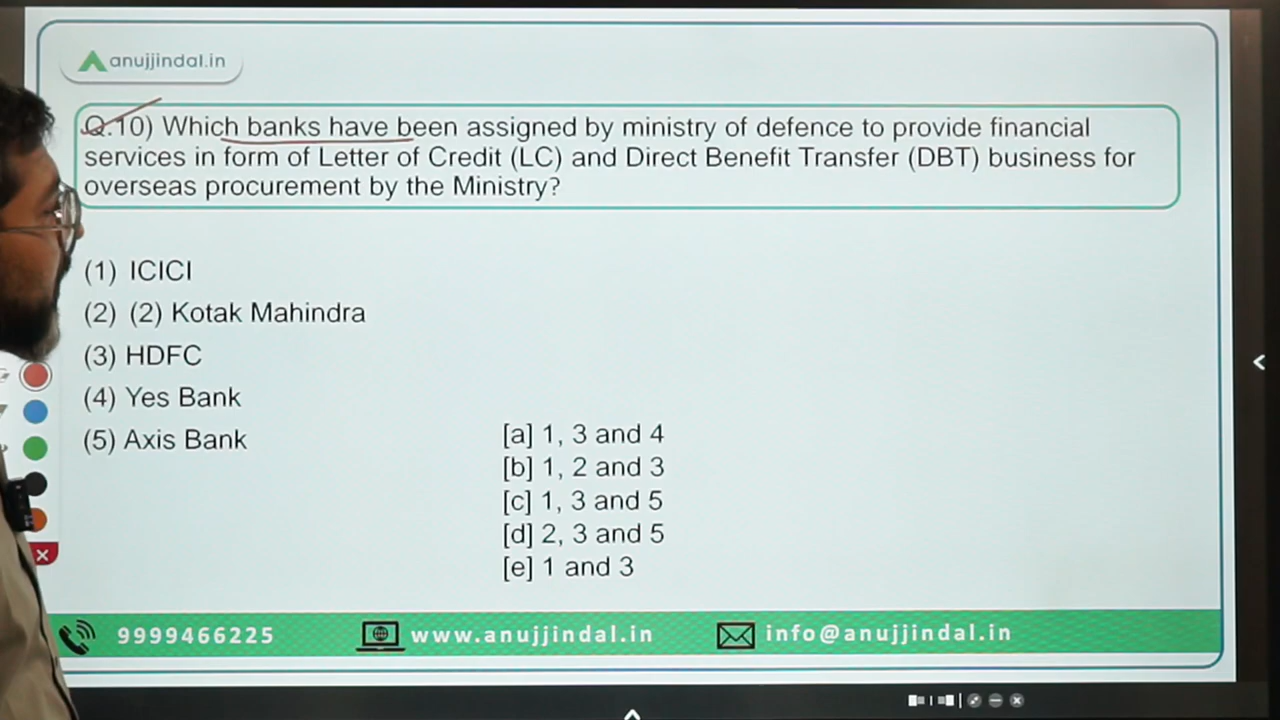 anujjindal.in
Q.10) Which banks have been assigned by ministry of defence to provide financial
services in form of Letter of Credit (LC) and Direct Benefit Transfer (DBT) business for
overseas procurement by the Ministry?
(1) ICICI
(2) (2) Kotak Mahindra
(3) HDFC
(4) Yes Bank
(5) Axis Bank
[a] 1, 3 and 4
[b] 1, 2 and 3
[c] 1, 3 and 5
[d] 2, 3 and 5
[e] 1 and 3
9999466225 www.anujjindal.in info@anujjindal.in